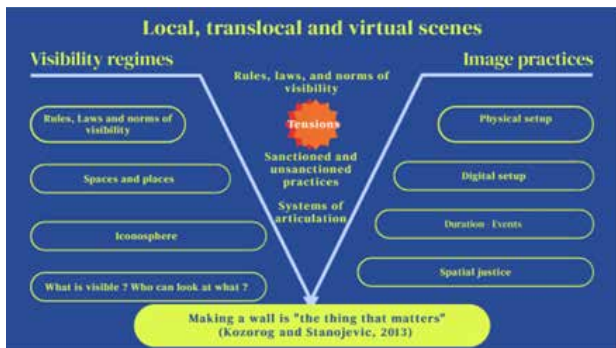 Local, translocal and virtual scenes
Visibility regimes
Image practices
Rules, laws, and norms of
visibility
Tensions
Sanctioned and
unsanctioned
practices
Systems of
articulation
Rules, Laws and norms of
visibility
Spaces and places
Iconosphere
What is visible ? Who can look at what ?
Physical setup
Digital setup
Duration - Events
Spatial justice
Making a wall is "the thing that matters"
(Kozorog and Stanojevic, 2013)